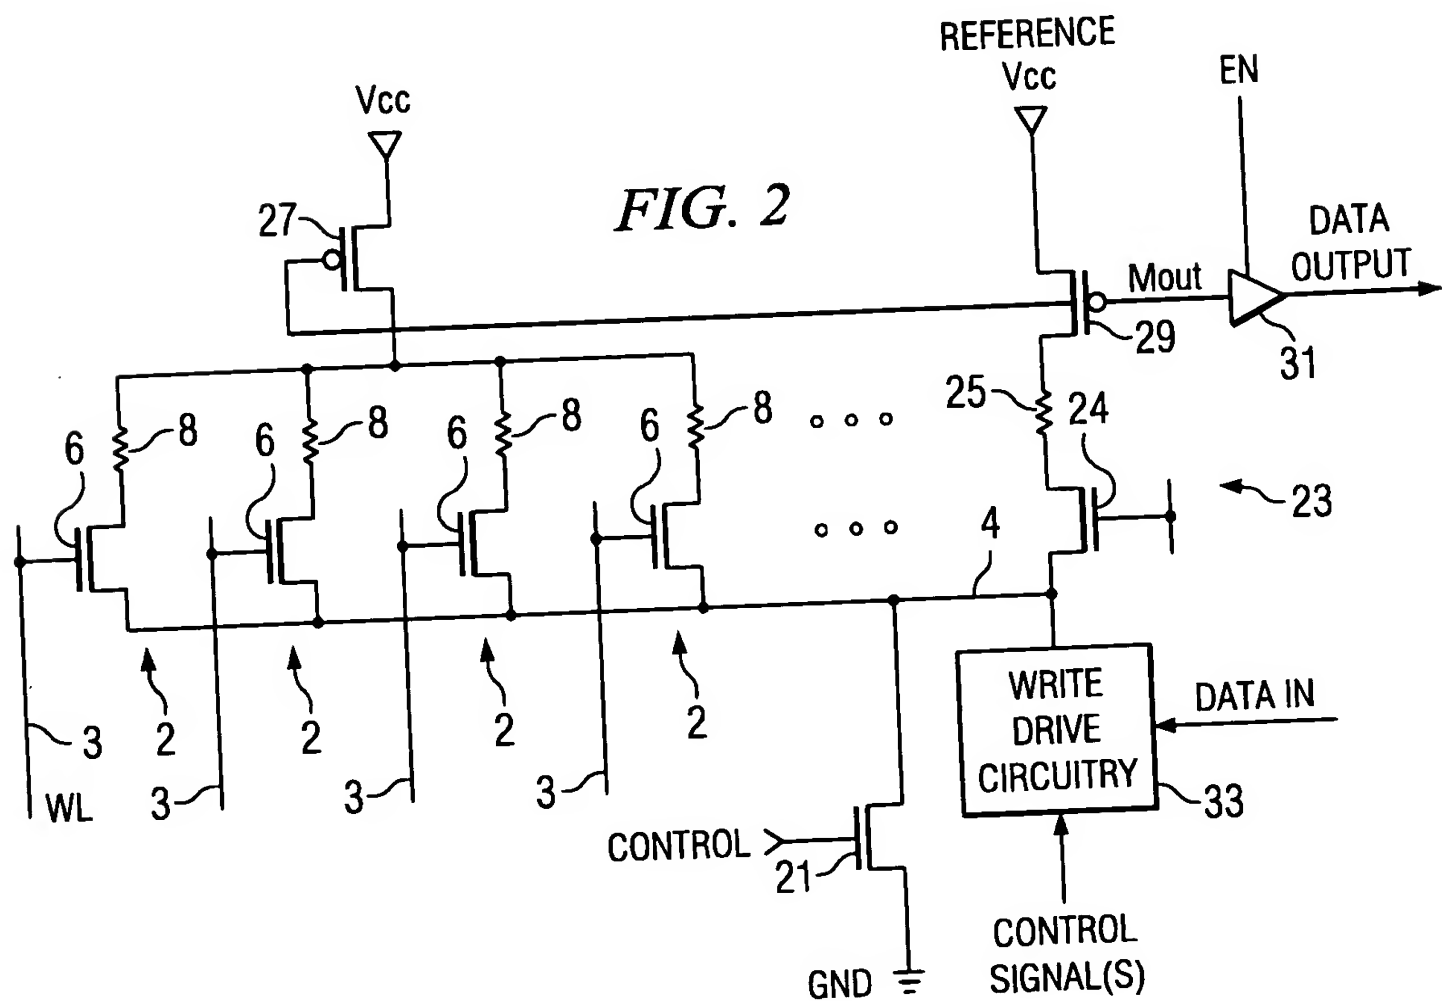 REFERENCE
Vcc
EN
Vcc
FIG. 2
27
DATA
OUTPUT
Mout
29
31
25
24
8
8
8
8
6
6
6
6
23
4
2
2
2
2
3
3
3
3
WL
WRITE
DRIVE
CIRCUITRY
DATA IN
33
CONTROL
21
GND
CONTROL
SIGNAL(S)